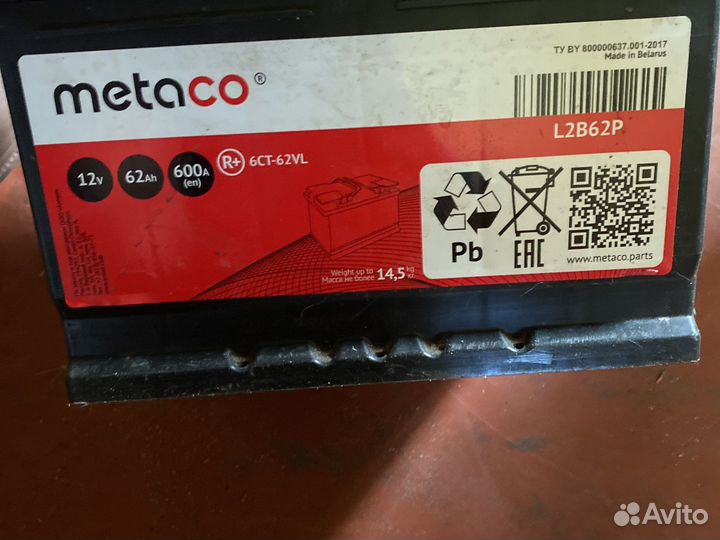 ТУ BY 800000637.001-2017
Made in Belarus
metaco®
L2B62P
12v
62Ah
600A
(en)
R+
6CT-62VL
Pb
EAC
www.metaco.parts
Weight up to
Масса не более
14,5 kg
кг
Avito